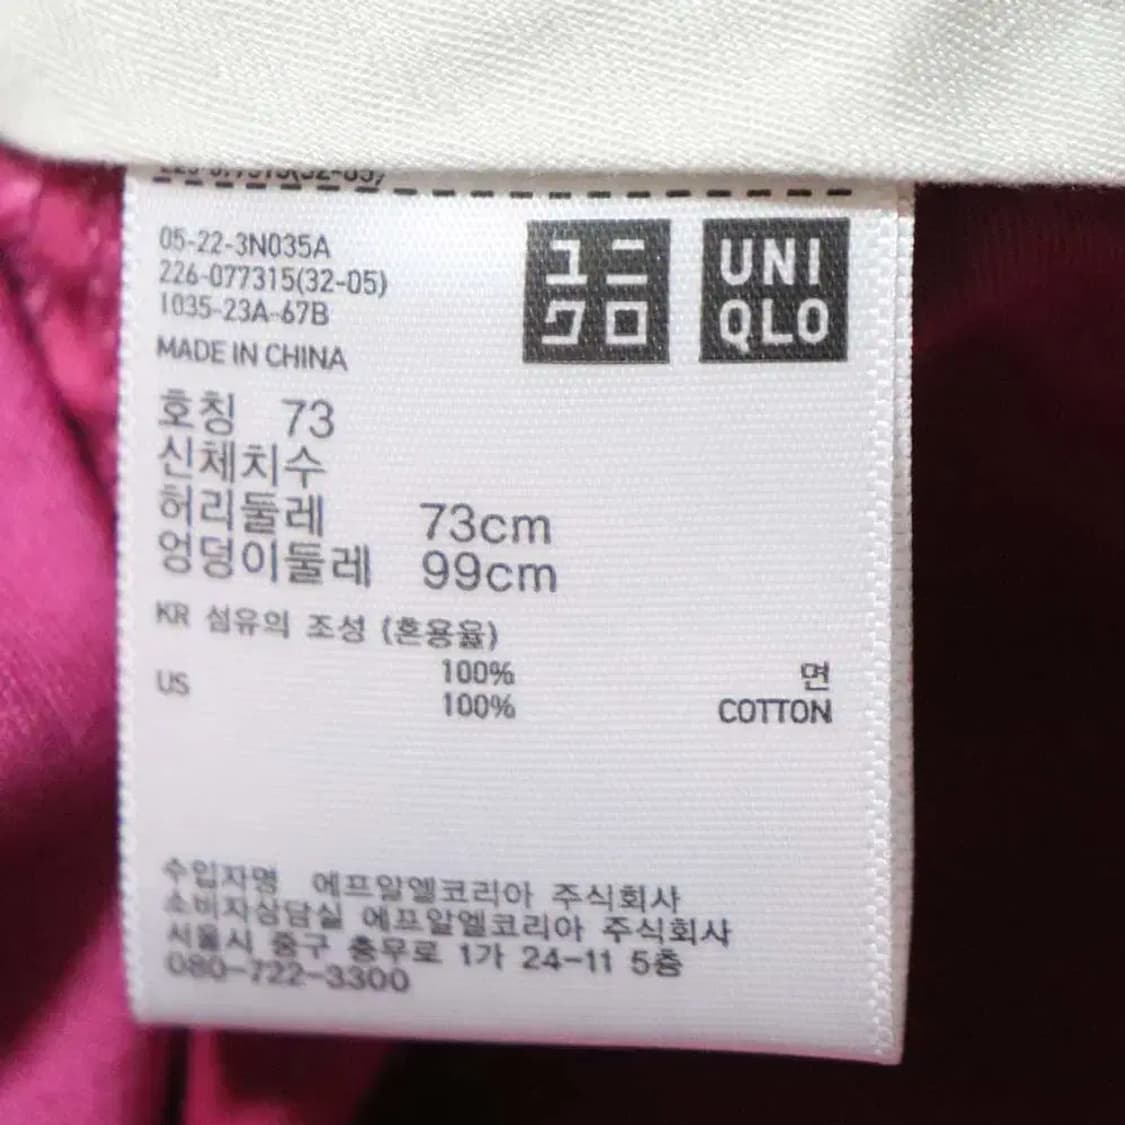 05-22-3N035A
226-077315(32-05)
1035-23A-67B
MADE IN CHINA
ユニ
クロ
UNI
QLO
호칭 73
신체치수
허리둘레 73cm
엉덩이둘레 99cm
KR 섬유의 조성 (혼용율)
100% 면
US 100% COTTON
수입자명 에프알엘코리아 주식회사
소비자상담실 에프알엘코리아 주식회사
서울시 중구 충무로 1가 24-11 5층
080-722-3300